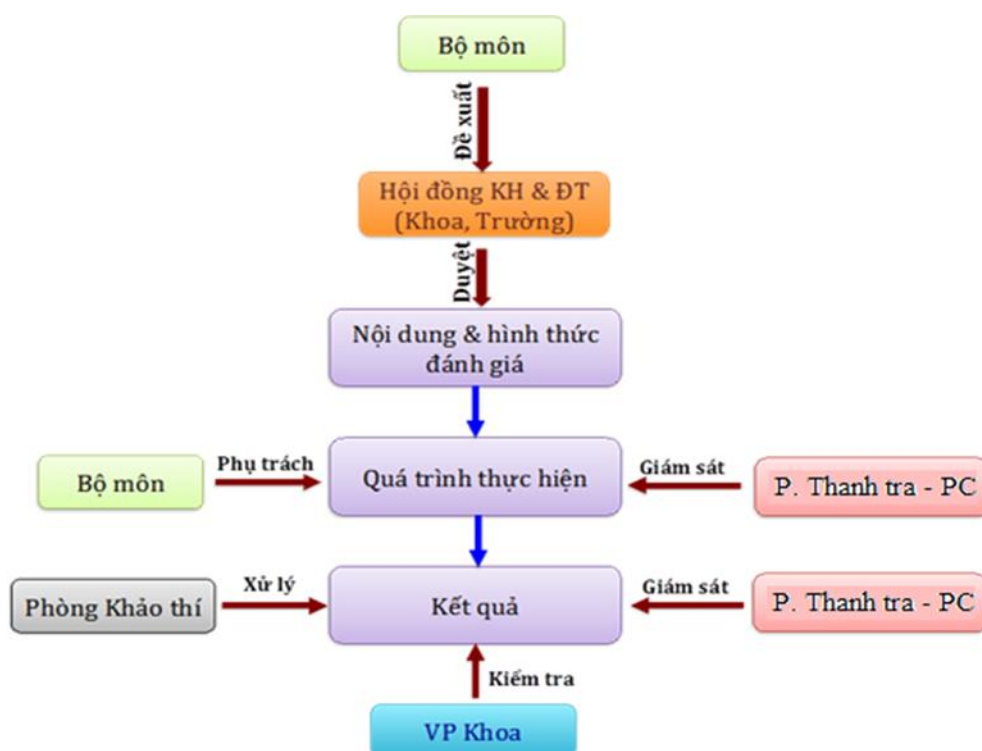 Bộ môn
Đề xuất
Hội đồng KH & ĐT
(Khoa, Trường)
Duyệt
Nội dung & hình thức
đánh giá
Bộ môn
Phụ trách
Quá trình thực hiện
Giám sát
P. Thanh tra - PC
Phòng Khảo thí
Xử lý
Kết quả
Giám sát
P. Thanh tra - PC
Kiểm tra
VP Khoa